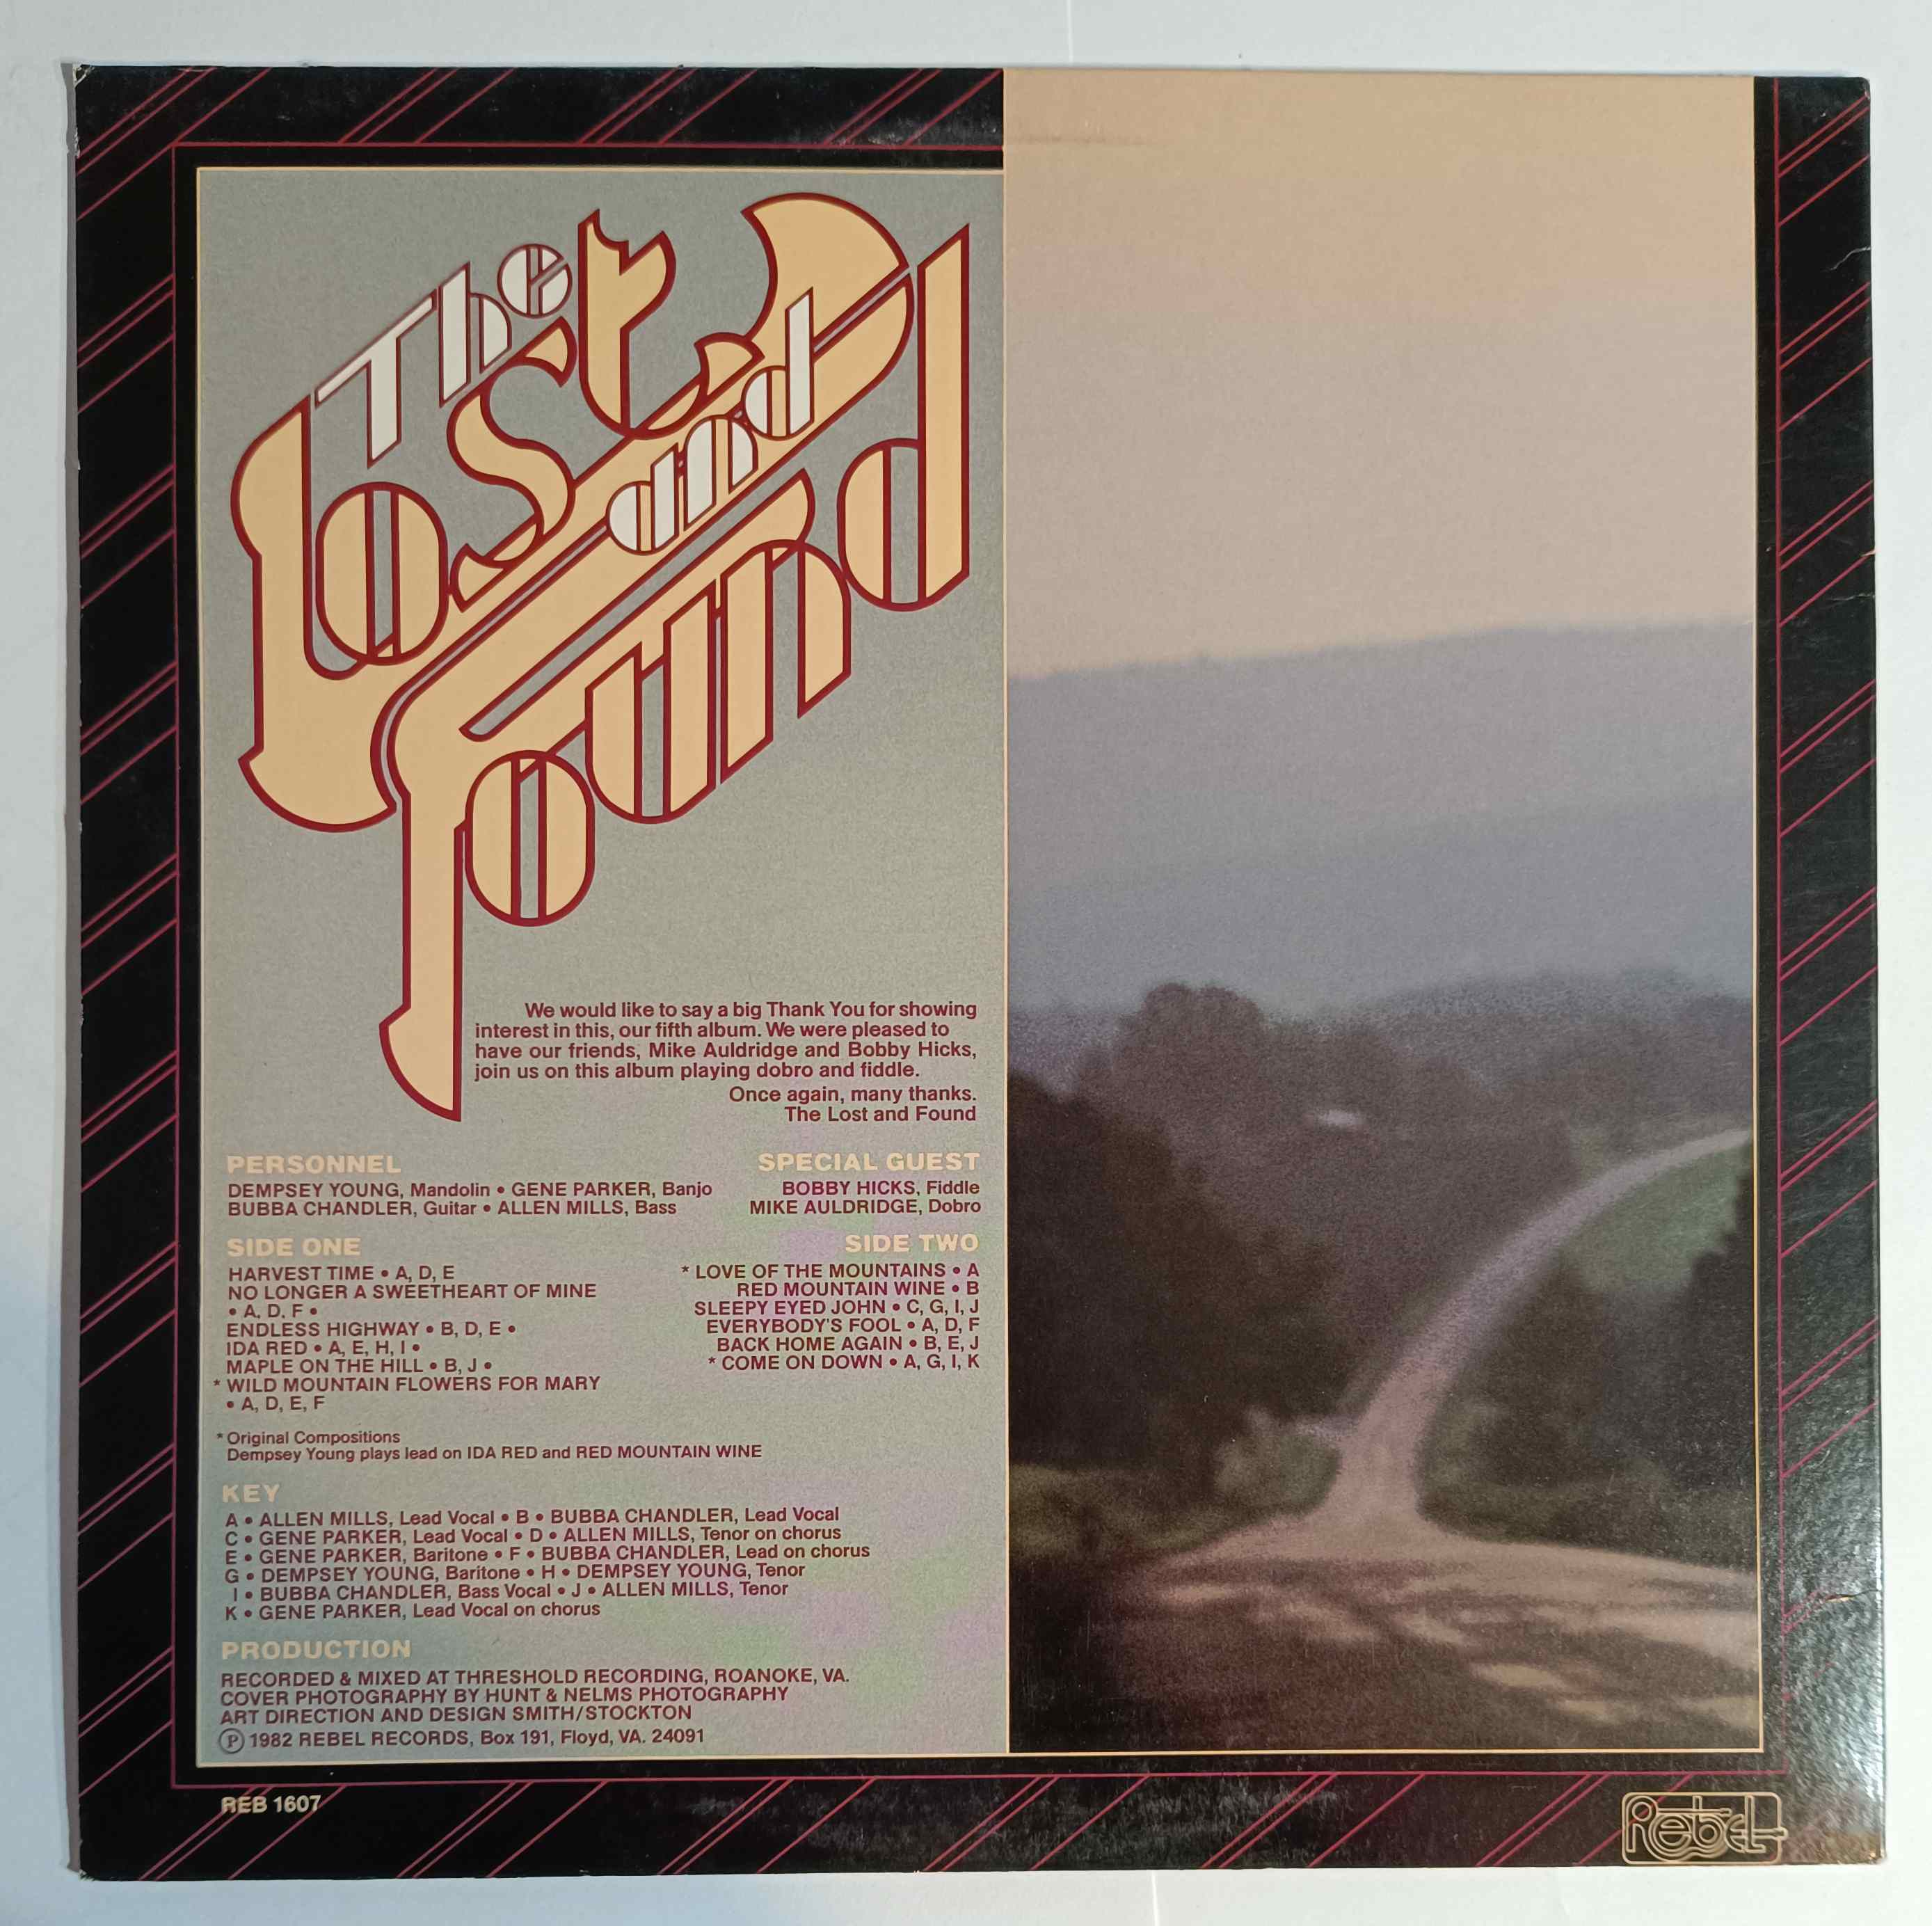 The
Lost
and
Found
We would like to say a big Thank You for showing
interest in this, our fifth album. We were pleased to
have our friends, Mike Auldridge and Bobby Hicks,
join us on this album playing dobro and fiddle.
Once again, many thanks.
The Lost and Found
PERSONNEL
DEMPSEY YOUNG, Mandolin • GENE PARKER, Banjo
BUBBA CHANDLER, Guitar • ALLEN MILLS, Bass
SPECIAL GUEST
BOBBY HICKS, Fiddle
MIKE AULDRIDGE, Dobro
SIDE ONE
HARVEST TIME • A, D, E
NO LONGER A SWEETHEART OF MINE
• A, D, F •
ENDLESS HIGHWAY • B, D, E •
IDA RED • A, E, H, I •
MAPLE ON THE HILL • B, J •
* WILD MOUNTAIN FLOWERS FOR MARY
• A, D, E, F
SIDE TWO
* LOVE OF THE MOUNTAINS • A
RED MOUNTAIN WINE • B
SLEEPY EYED JOHN • C, G, I, J
EVERYBODY'S FOOL • A, D, F
BACK HOME AGAIN • B, E, J
* COME ON DOWN • A, G, I, K
* Original Compositions
Dempsey Young plays lead on IDA RED and RED MOUNTAIN WINE
KEY
A • ALLEN MILLS, Lead Vocal • B • BUBBA CHANDLER, Lead Vocal
C • GENE PARKER, Lead Vocal • D • ALLEN MILLS, Tenor on chorus
E • GENE PARKER, Baritone • F • BUBBA CHANDLER, Lead on chorus
G • DEMPSEY YOUNG, Baritone • H • DEMPSEY YOUNG, Tenor
I • BUBBA CHANDLER, Bass Vocal • J • ALLEN MILLS, Tenor
K • GENE PARKER, Lead Vocal on chorus
PRODUCTION
RECORDED & MIXED AT THRESHOLD RECORDING, ROANOKE, VA.
COVER PHOTOGRAPHY BY HUNT & NELMS PHOTOGRAPHY
ART DIRECTION AND DESIGN SMITH/STOCKTON
℗ 1982 REBEL RECORDS, Box 191, Floyd, VA. 24091
REB 1607
Rebel